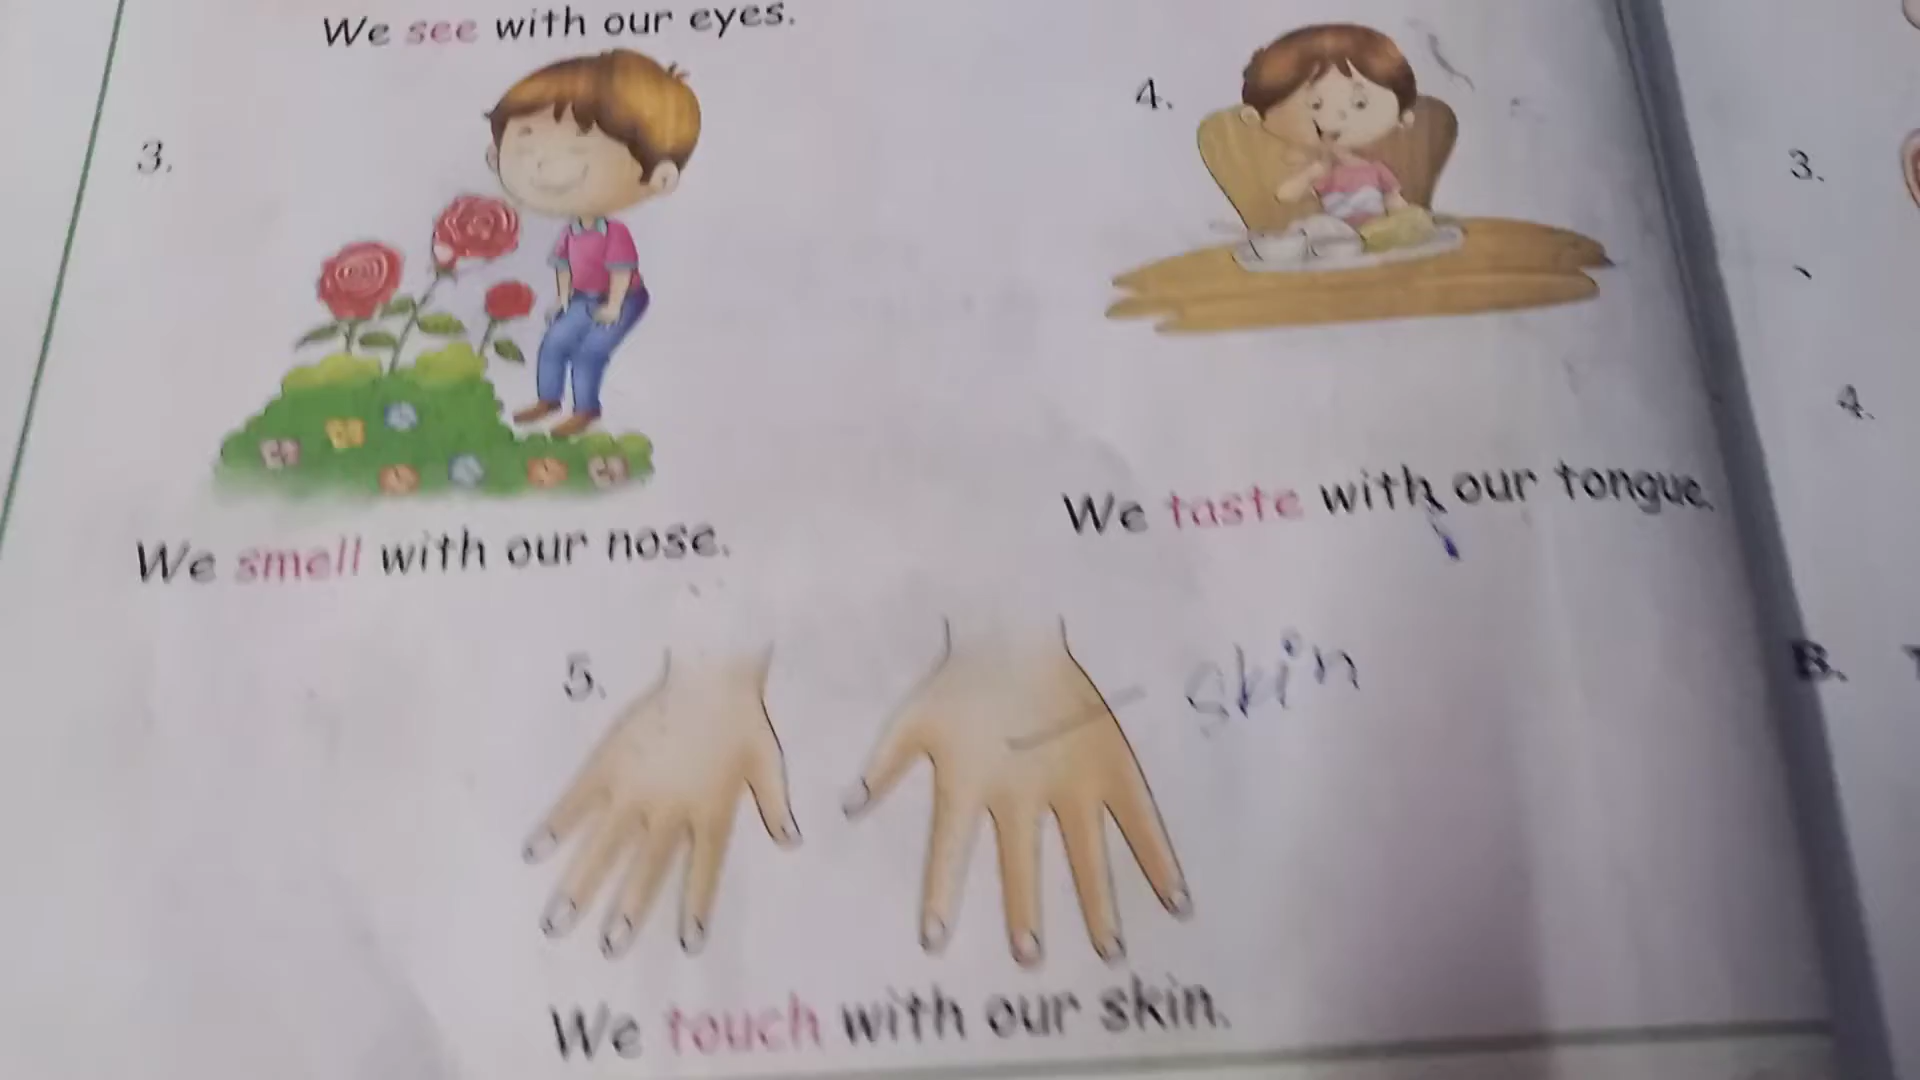 We see with our eyes.
3.
4.
We smell with our nose.
We taste with our tongue.
5.
skin
We touch with our skin.
3.
4.
B.